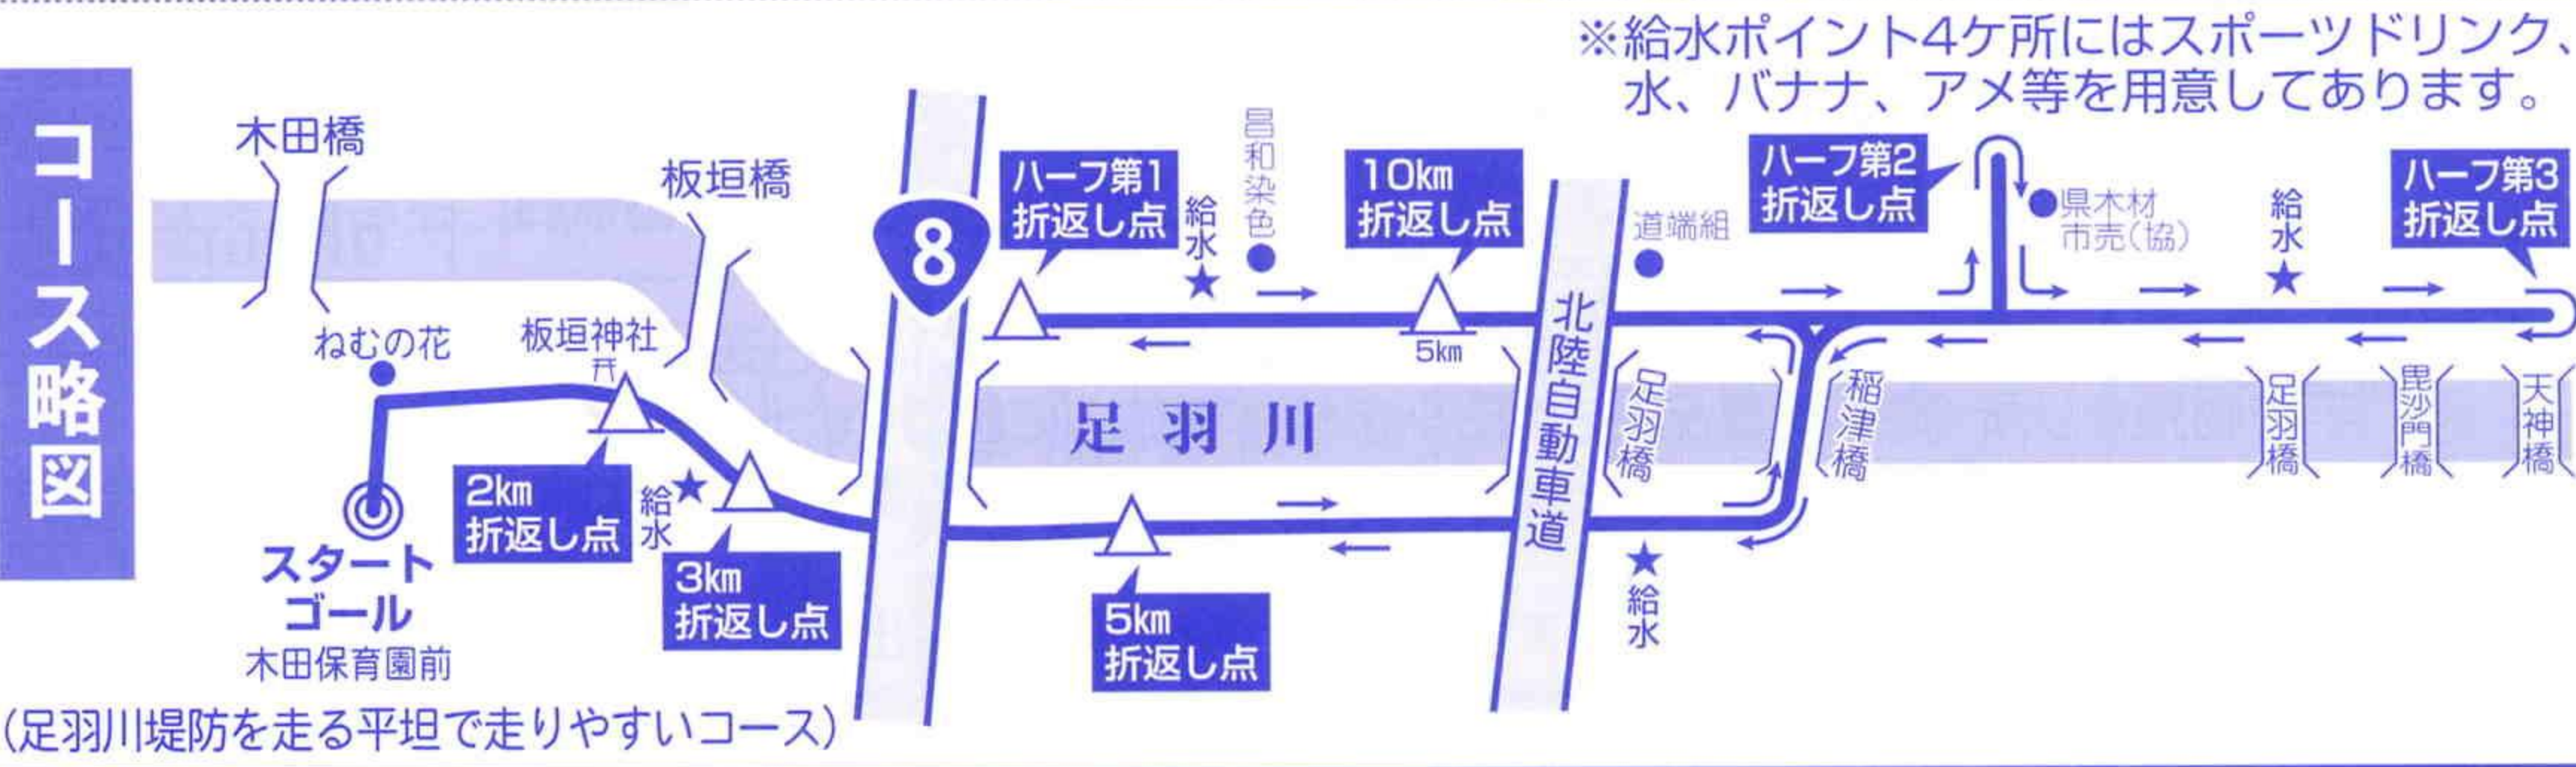 ※給水ポイント4ケ所にはスポーツドリンク、
水、バナナ、アメ等を用意してあります。
コース略図
木田橋
板垣橋
8
ハーフ第1
折返し点
給水
昌和染色
10km
折返し点
5km
北陸自動車道
道端組
ハーフ第2
折返し点
県木材
市売(協)
給水
ハーフ第3
折返し点
ねむの花
板垣神社
足羽川
足羽橋
稲津橋
足羽橋
毘沙門橋
天神橋
2km
折返し点
給水
3km
折返し点
5km
折返し点
給水
スタート
ゴール
木田保育園前
(足羽川堤防を走る平坦で走りやすいコース)